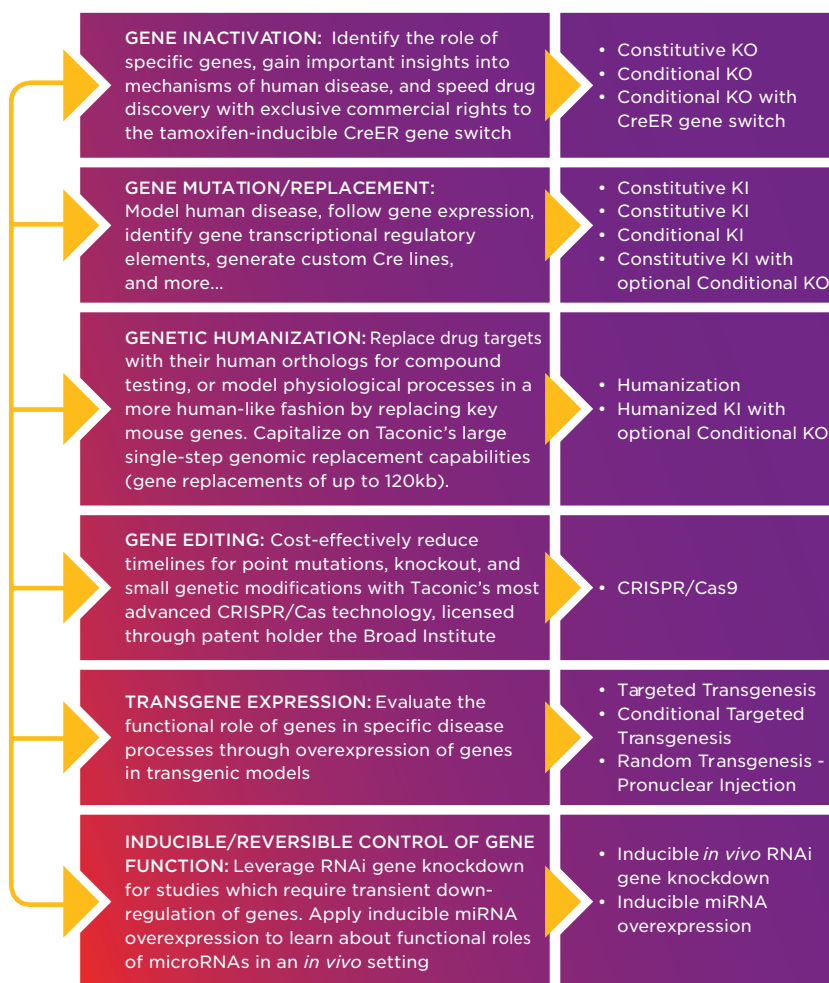 GENE INACTIVATION: Identify the role of
specific genes, gain important insights into
mechanisms of human disease, and speed drug
discovery with exclusive commercial rights to
the tamoxifen-inducible CreER gene switch
• Constitutive KO
• Conditional KO
• Conditional KO with
CreER gene switch
GENE MUTATION/REPLACEMENT:
Model human disease, follow gene expression,
identify gene transcriptional regulatory
elements, generate custom Cre lines,
and more...
• Constitutive KI
• Constitutive KI
• Conditional KI
• Constitutive KI with
optional Conditional KO
GENETIC HUMANIZATION: Replace drug targets
with their human orthologs for compound
testing, or model physiological processes in a
more human-like fashion by replacing key
mouse genes. Capitalize on Taconic's large
single-step genomic replacement capabilities
(gene replacements of up to 120kb).
• Humanization
• Humanized KI with
optional Conditional KO
GENE EDITING: Cost-effectively reduce
timelines for point mutations, knockout, and
small genetic modifications with Taconic's most
advanced CRISPR/Cas technology, licensed
through patent holder the Broad Institute
• CRISPR/Cas9
TRANSGENE EXPRESSION: Evaluate the
functional role of genes in specific disease
processes through overexpression of genes
in transgenic models
• Targeted Transgenesis
• Conditional Targeted
Transgenesis
• Random Transgenesis -
Pronuclear Injection
INDUCIBLE/REVERSIBLE CONTROL OF GENE
FUNCTION: Leverage RNAi gene knockdown
for studies which require transient down-
regulation of genes. Apply inducible miRNA
overexpression to learn about functional roles
of microRNAs in an in vivo setting
• Inducible in vivo RNAi
gene knockdown
• Inducible miRNA
overexpression